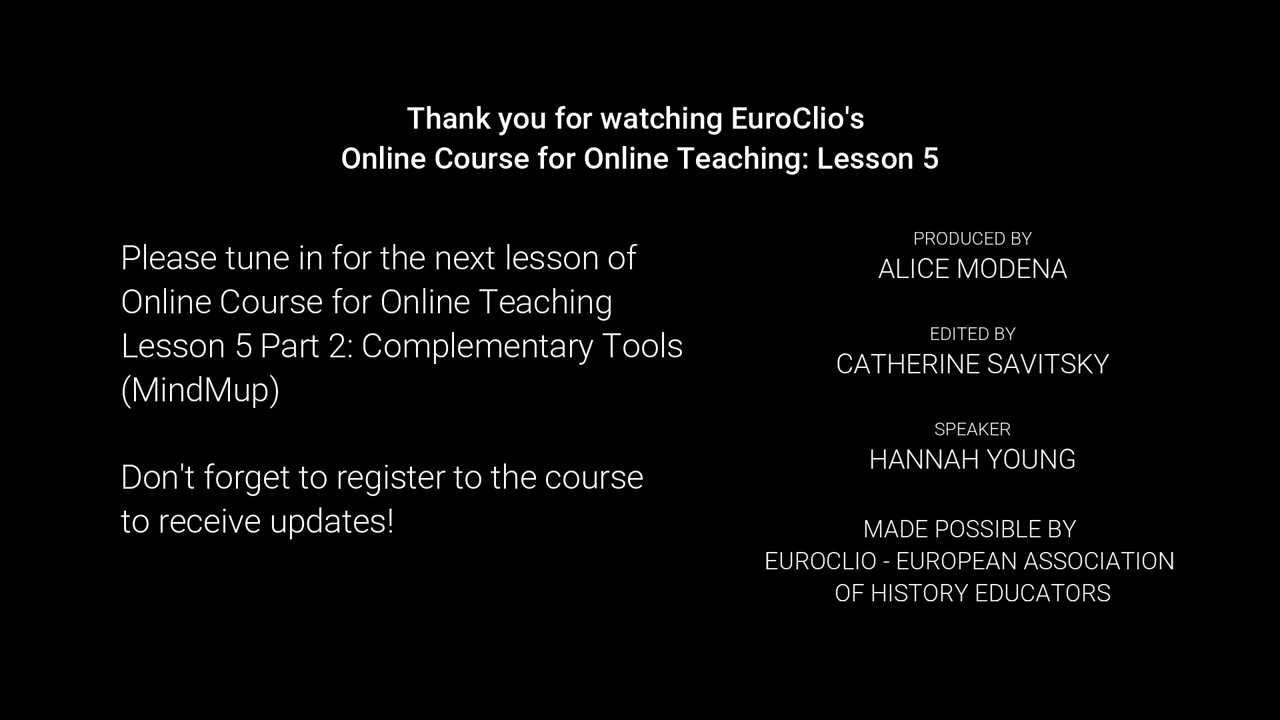 Thank you for watching EuroClio's
Online Course for Online Teaching: Lesson 5
Please tune in for the next lesson of
Online Course for Online Teaching
Lesson 5 Part 2: Complementary Tools
(MindMup)
Don't forget to register to the course
to receive updates!
PRODUCED BY
ALICE MODENA
EDITED BY
CATHERINE SAVITSKY
SPEAKER
HANNAH YOUNG
MADE POSSIBLE BY
EUROCLIO - EUROPEAN ASSOCIATION
OF HISTORY EDUCATORS